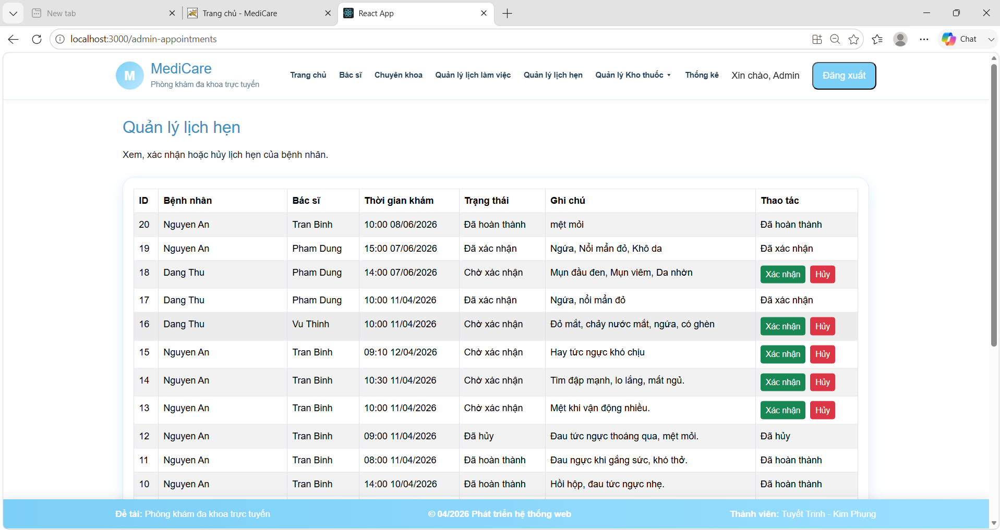 New tab
Trang chủ - MediCare
React App
localhost:3000/admin-appointments
Chat
M
MediCare
Phòng khám đa khoa trực tuyến
Trang chủ Bác sĩ Chuyên khoa Quản lý lịch làm việc Quản lý lịch hẹn Quản lý Kho thuốc Thống kê Xin chào, Admin Đăng xuất
Quản lý lịch hẹn
Xem, xác nhận hoặc hủy lịch hẹn của bệnh nhân.
ID Bệnh nhân Bác sĩ Thời gian khám Trạng thái Ghi chú Thao tác
20 Nguyen An Tran Binh 10:00 08/06/2026 Đã hoàn thành mệt mỏi Đã hoàn thành
19 Nguyen An Pham Dung 15:00 07/06/2026 Đã xác nhận Ngứa, Nổi mẩn đỏ, Khô da Đã xác nhận
18 Dang Thu Pham Dung 14:00 07/06/2026 Chờ xác nhận Mụn đầu đen, Mụn viêm, Da nhờn Xác nhận Hủy
17 Dang Thu Pham Dung 10:00 11/04/2026 Đã xác nhận Ngứa, nổi mẩn đỏ Đã xác nhận
16 Dang Thu Vu Thinh 10:00 11/04/2026 Chờ xác nhận Đỏ mắt, chảy nước mắt, ngứa, có ghèn Xác nhận Hủy
15 Nguyen An Tran Binh 09:10 12/04/2026 Chờ xác nhận Hay tức ngực khó chịu Xác nhận Hủy
14 Nguyen An Tran Binh 10:30 11/04/2026 Chờ xác nhận Tim đập mạnh, lo lắng, mất ngủ. Xác nhận Hủy
13 Nguyen An Tran Binh 10:00 11/04/2026 Chờ xác nhận Mệt khi vận động nhiều. Xác nhận Hủy
12 Nguyen An Tran Binh 09:00 11/04/2026 Đã hủy Đau tức ngực thoáng qua, mệt mỏi. Đã hủy
11 Nguyen An Tran Binh 08:00 11/04/2026 Đã hoàn thành Đau ngực khi gắng sức, khó thở. Đã hoàn thành
10 Nguyen An Tran Binh 14:00 10/04/2026 Đã hoàn thành Hồi hộp, đau tức ngực nhẹ. Đã hoàn thành
Đề tài: Phòng khám đa khoa trực tuyến © 04/2026 Phát triển hệ thống web Thành viên: Tuyết Trinh - Kim Phụng